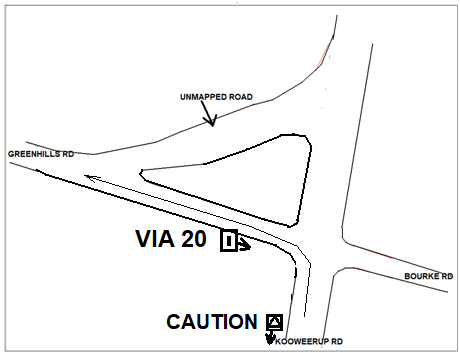 UNMAPPED ROAD
GREENHILLS RD
VIA 20
BOURKE RD
CAUTION
KOOWEERUP RD